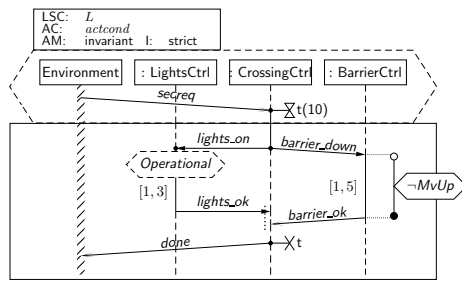 LSC: L
AC: actcond
AM: invariant I: strict
Environment : LightsCtrl : CrossingCtrl : BarrierCtrl
secreq
t(10)
lights_on barrier_down
Operational
[1, 3] [1, 5] ¬MvUp
lights_ok barrier_ok
done t